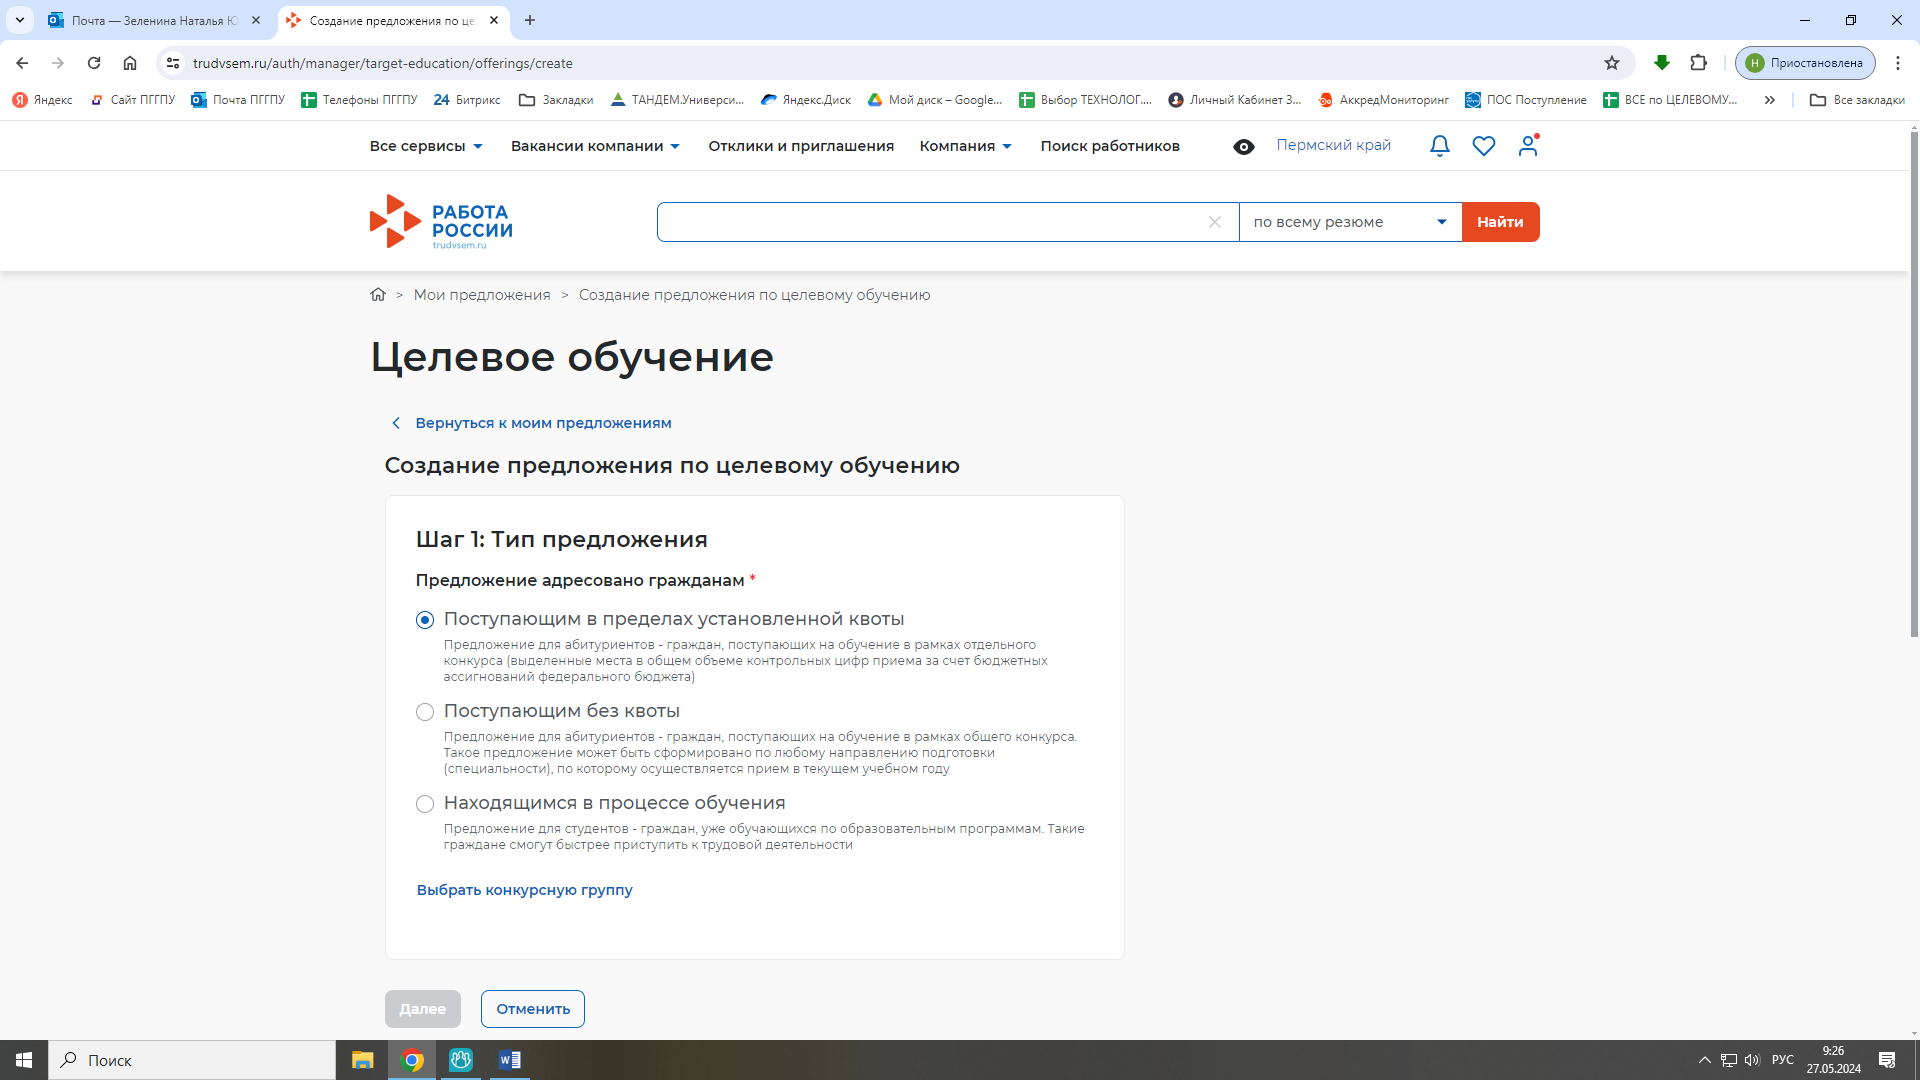 Почта — Зеленина Наталья Ю
Создание предложения по це
trudvsem.ru/auth/manager/target-education/offerings/create
Н
Приостановлена
Яндекс
Сайт ПГГПУ
Почта ПГГПУ
Телефоны ПГГПУ
24 Битрикс
Закладки
ТАНДЕМ.Универси...
Яндекс.Диск
Мой диск – Google...
Выбор ТЕХНОЛОГ....
Личный Кабинет З...
АккредМониторинг
ПОС Поступление
ВСЕ по ЦЕЛЕВОМУ...
Все закладки
Все сервисы
Вакансии компании
Отклики и приглашения
Компания
Поиск работников
Пермский край
РАБОТА
РОССИИ
trudvsem.ru
по всему резюме
Найти
> Мои предложения > Создание предложения по целевому обучению
Целевое обучение
Вернуться к моим предложениям
Создание предложения по целевому обучению
Шаг 1: Тип предложения
Предложение адресовано гражданам *
Поступающим в пределах установленной квоты
Предложение для абитуриентов - граждан, поступающих на обучение в рамках отдельного
конкурса (выделенные места в общем объеме контрольных цифр приема за счет бюджетных
ассигнований федерального бюджета)
Поступающим без квоты
Предложение для абитуриентов - граждан, поступающих на обучение в рамках общего конкурса.
Такое предложение может быть сформировано по любому направлению подготовки
(специальности), по которому осуществляется прием в текущем учебном году
Находящимся в процессе обучения
Предложение для студентов - граждан, уже обучающихся по образовательным программам. Такие
граждане смогут быстрее приступить к трудовой деятельности
Выбрать конкурсную группу
Далее
Отменить
Поиск
РУС
9:26
27.05.2024